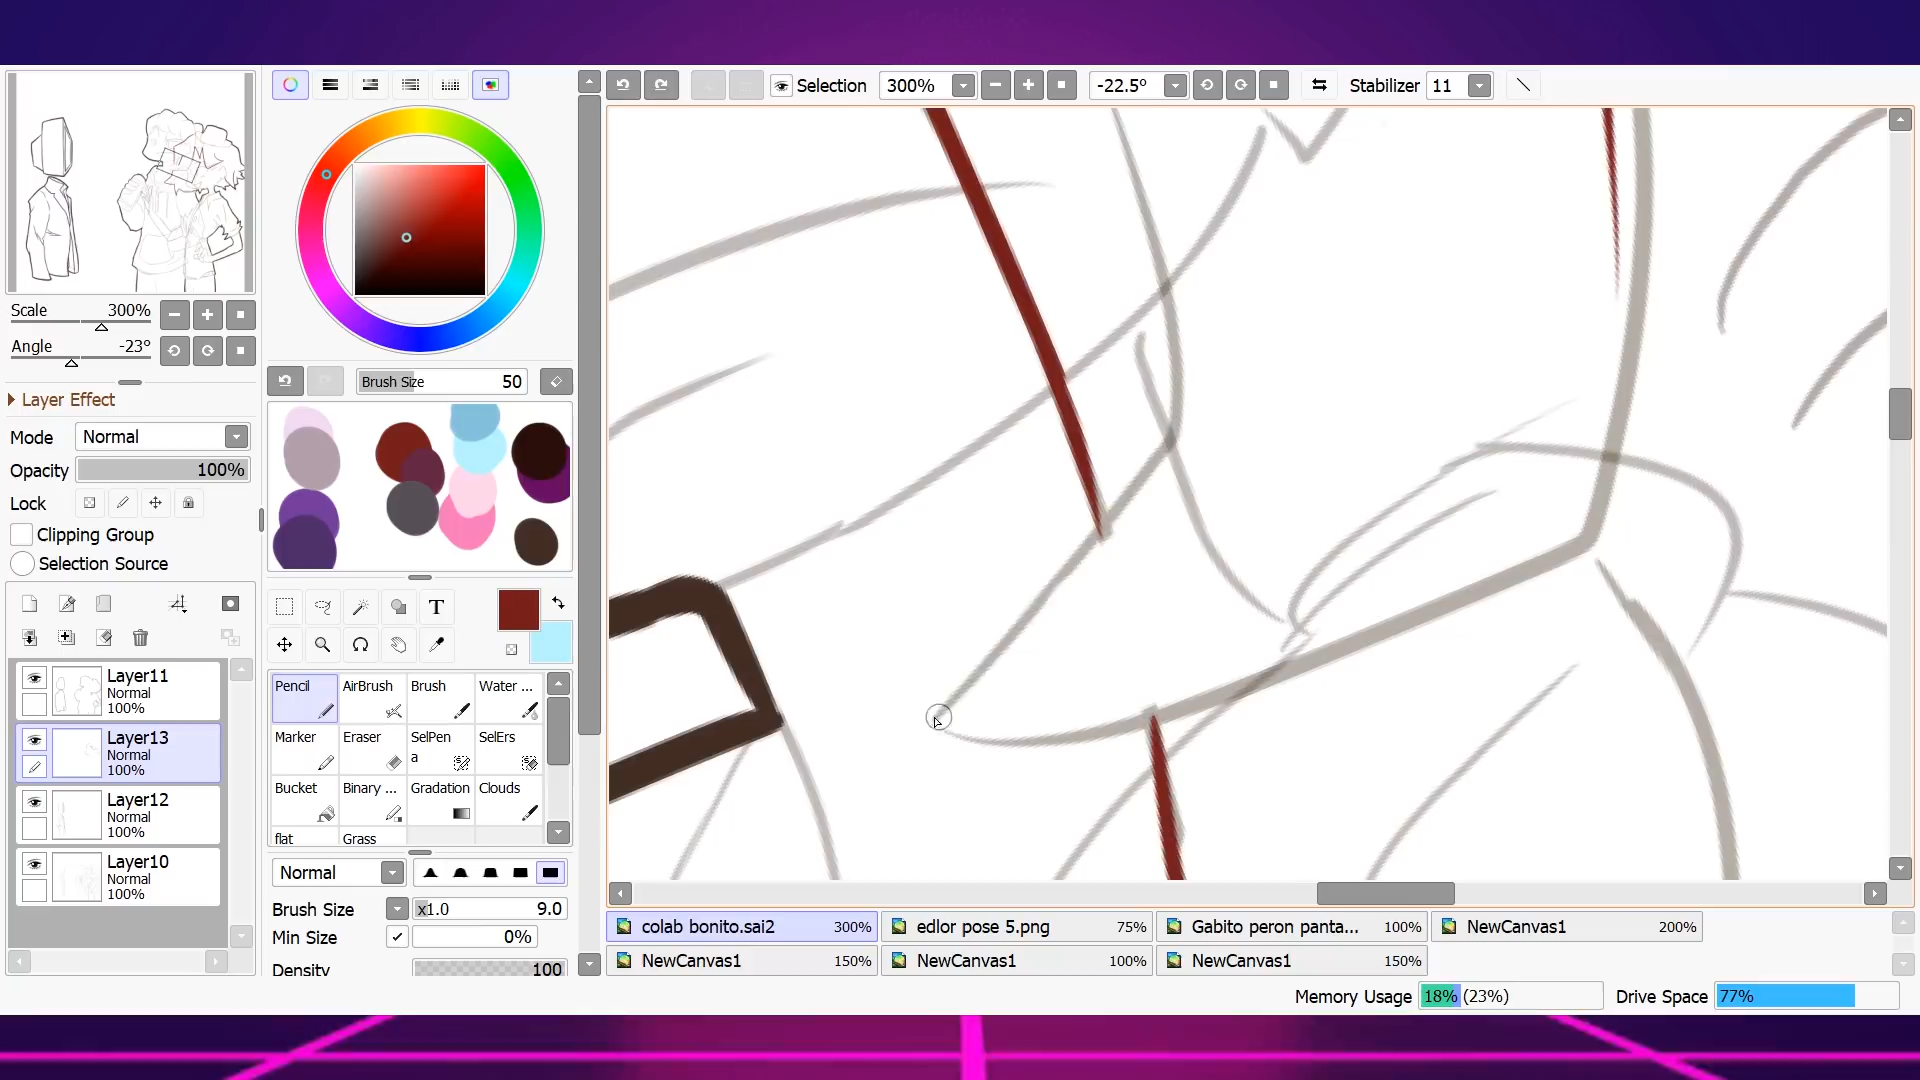 Selection 300% -22.5° Stabilizer 11
Scale 300%
Angle -23°
Layer Effect
Mode Normal
Opacity 100%
Lock
Clipping Group
Selection Source
Layer11
Normal
100%
Layer13
Normal
100%
Layer12
Normal
100%
Layer10
Normal
100%
Brush Size 50
T
Pencil AirBrush Brush Water ...
Marker Eraser SelPen SelErs
a
Bucket Binary ... Gradation Clouds
flat Grass
Normal
Brush Size x1.0 9.0
Min Size 0%
Density 100
colab bonito.sai2 300% edlor pose 5.png 75% Gabito peron panta... 100% NewCanvas1 200%
NewCanvas1 150% NewCanvas1 100% NewCanvas1 150%
Memory Usage 18% (23%) Drive Space 77%